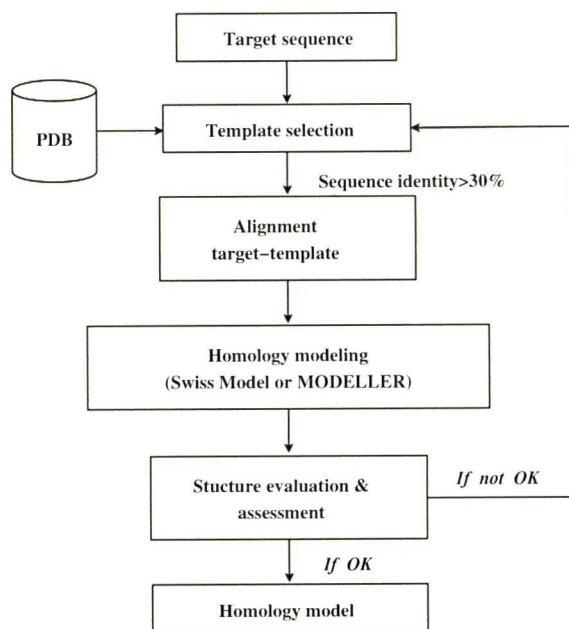 Target sequence
PDB
Template selection
Sequence identity>30%
Alignment
target-template
Homology modeling
(Swiss Model or MODELLER)
Stucture evaluation &
assessment
If not OK
If OK
Homology model